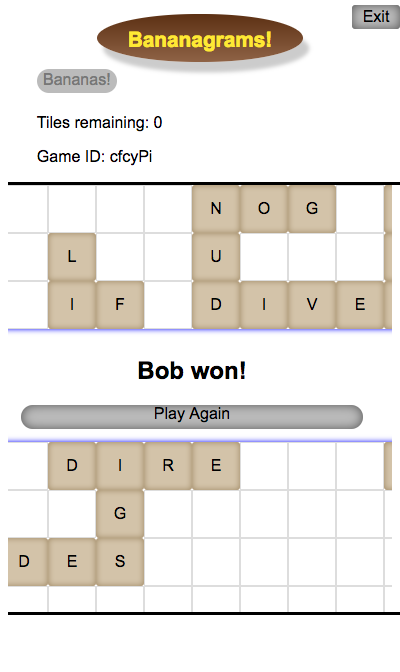 Exit
Bananagrams!
Bananas!
Tiles remaining: 0
Game ID: cfcyPi
N O G
L U
I F D I V E
Bob won!
Play Again
D I R E
G
D E S